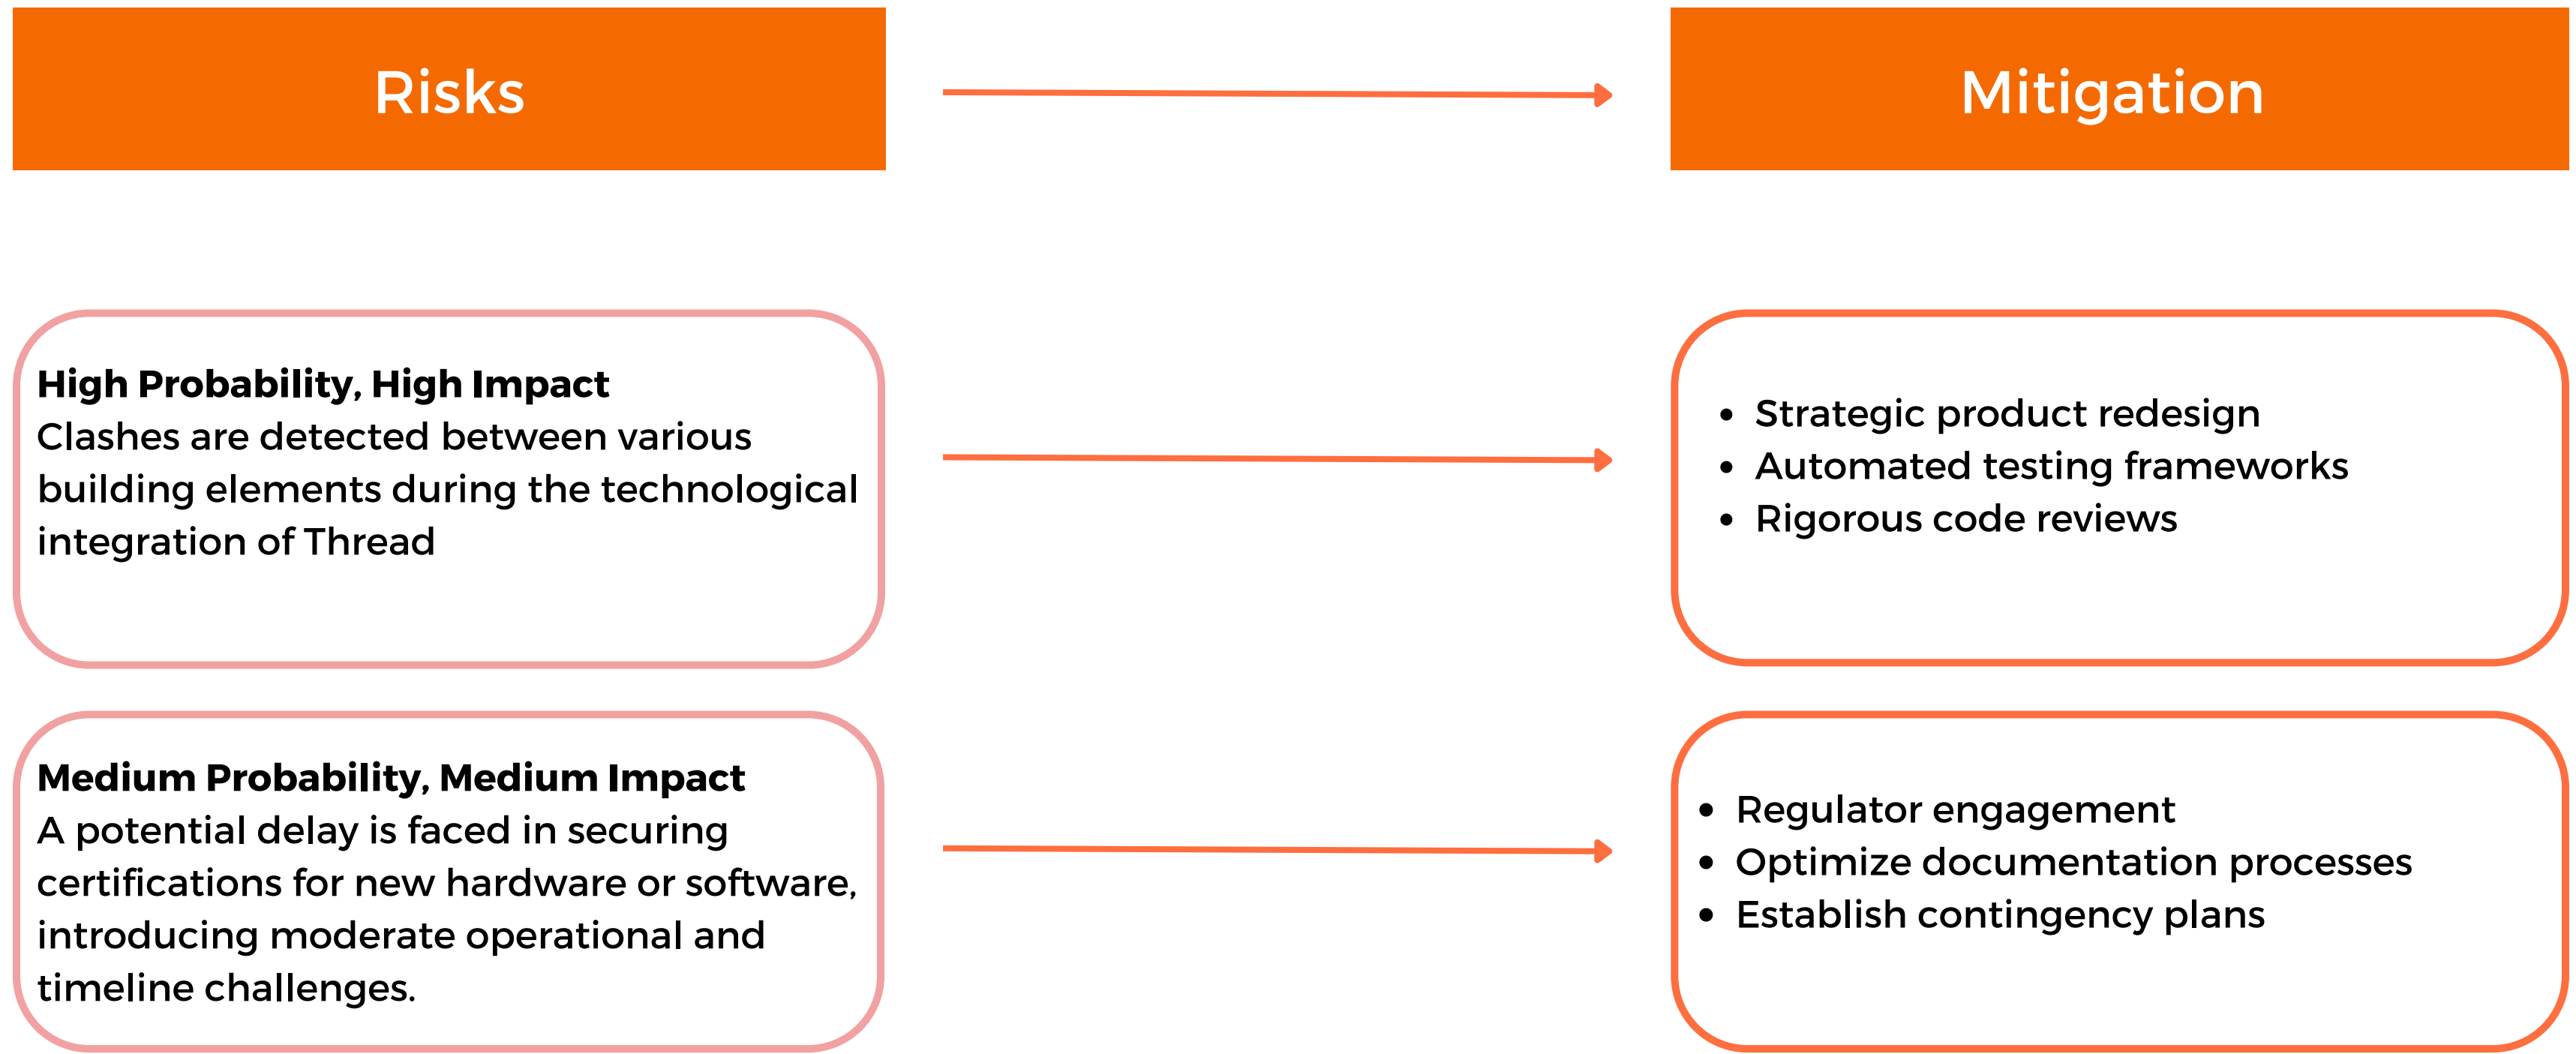 Risks
Mitigation
High Probability, High Impact
Clashes are detected between various
building elements during the technological
integration of Thread
• Strategic product redesign
• Automated testing frameworks
• Rigorous code reviews
Medium Probability, Medium Impact
A potential delay is faced in securing
certifications for new hardware or software,
introducing moderate operational and
timeline challenges.
• Regulator engagement
• Optimize documentation processes
• Establish contingency plans